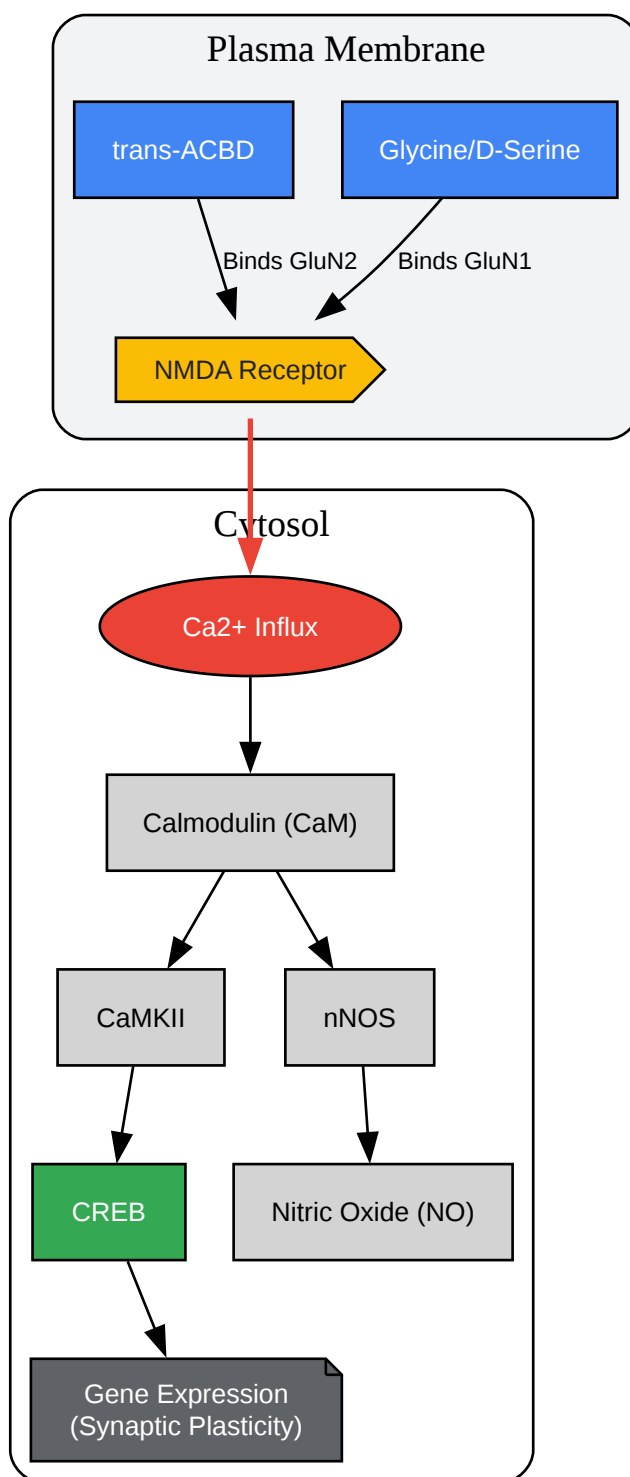 Plasma Membrane
trans-ACBD
Glycine/D-Serine
Binds GluN2
Binds GluN1
NMDA Receptor
Cytosol
Ca2+ Influx
Calmodulin (CaM)
CaMKII
nNOS
CREB
Nitric Oxide (NO)
Gene Expression
(Synaptic Plasticity)